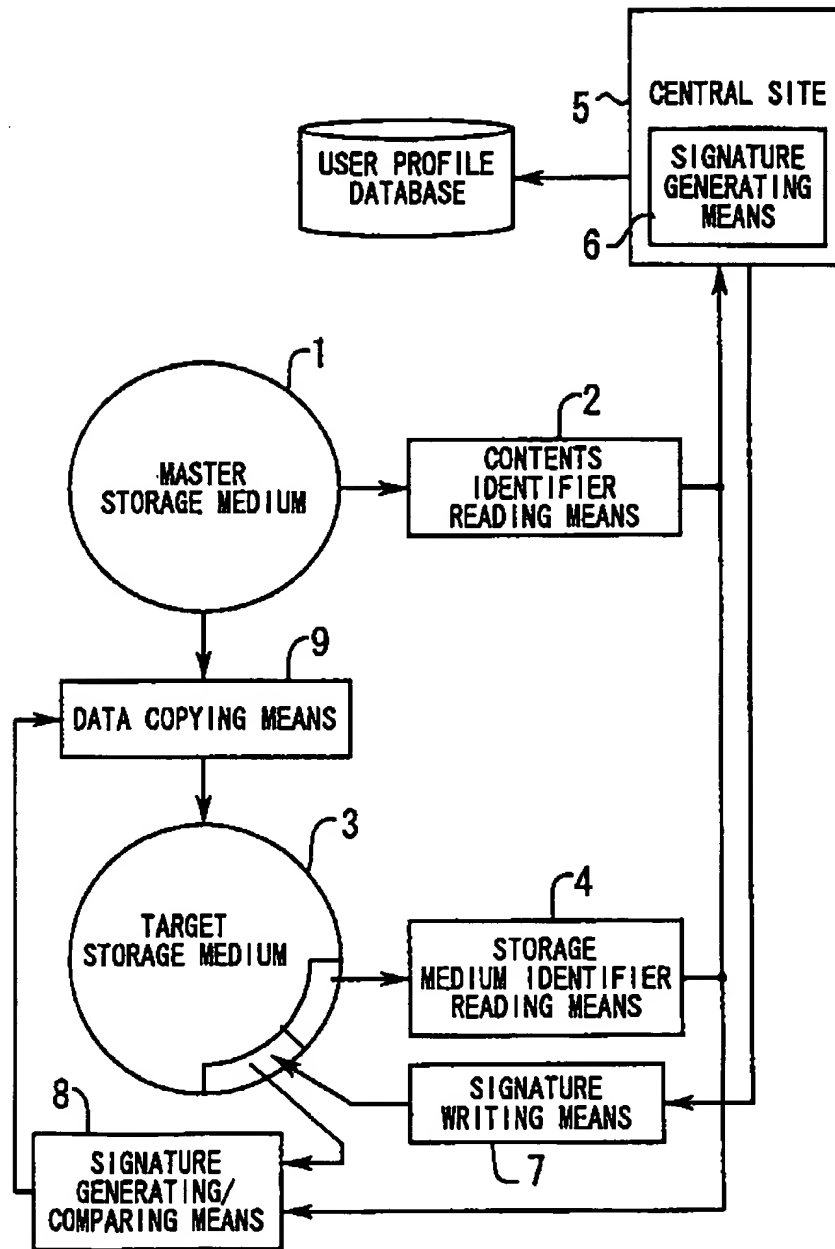 5
CENTRAL SITE
SIGNATURE
GENERATING
MEANS
6
USER PROFILE
DATABASE
1
MASTER
STORAGE MEDIUM
2
CONTENTS
IDENTIFIER
READING MEANS
9
DATA COPYING MEANS
3
TARGET
STORAGE MEDIUM
4
STORAGE
MEDIUM IDENTIFIER
READING MEANS
SIGNATURE
WRITING MEANS
7
8
SIGNATURE
GENERATING/
COMPARING MEANS